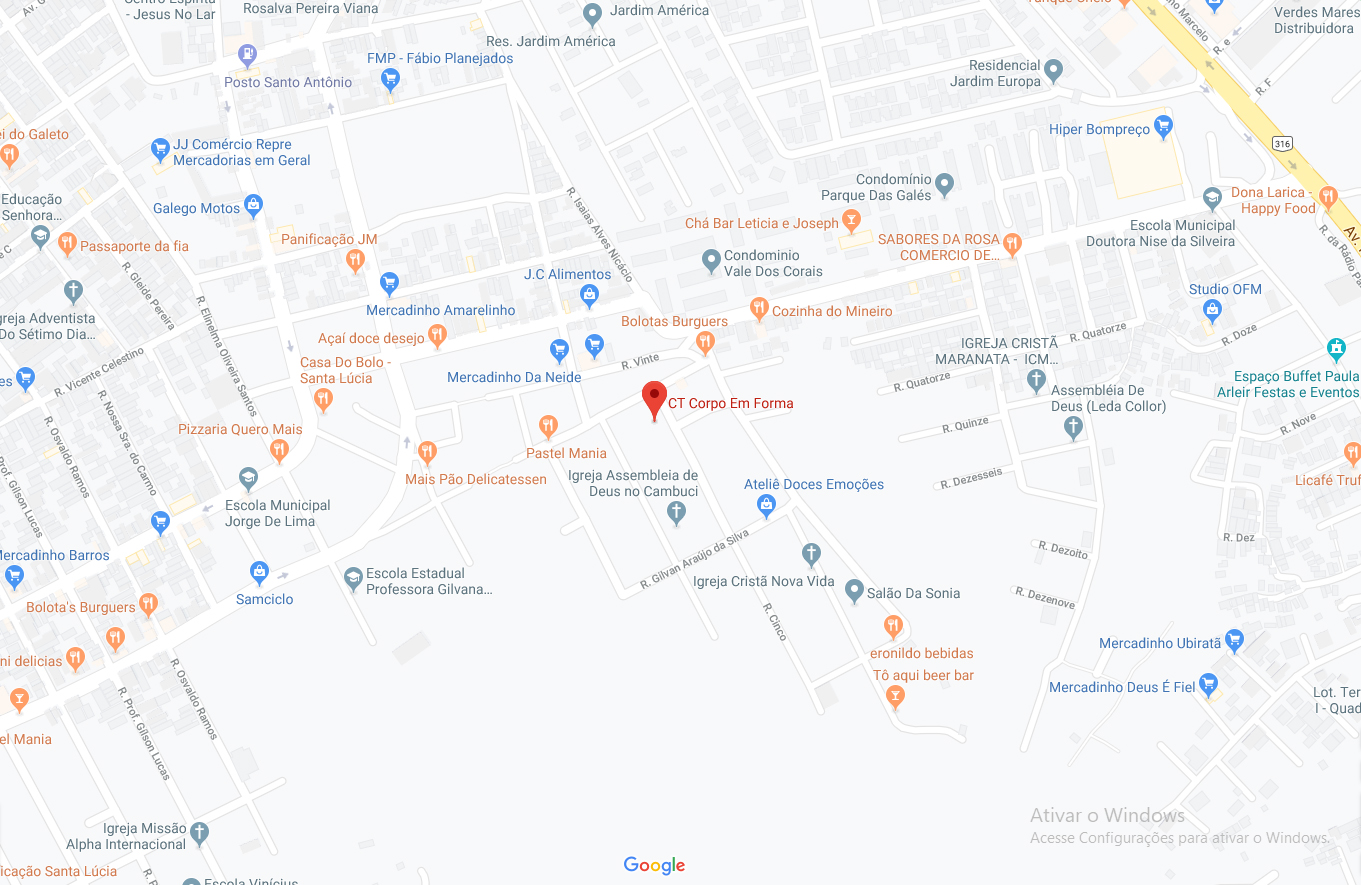 - Jesus No Lar
Rosalva Pereira Viana
Jardim América
Res. Jardim América
Verdes Mares
Distribuidora
R. e
FMP - Fábio Planejados
Posto Santo Antônio
Residencial
Jardim Europa
R. F
Hiper Bompreço
316
ei do Galeto
JJ Comércio Repre
Mercadorias em Geral
Educação
Senhora...
Galego Motos
R. Isaias Alves Nicácio
Condomínio
Parque Das Galés
Dona Larica -
Happy Food
Chá Bar Leticia e Joseph
Escola Municipal
Doutora Nise da Silveira
Passaporte da fia
Panificação JM
SABORES DA ROSA
COMERCIO DE...
Av.
R. da Rádio
Condominio
Vale Dos Corais
R. Gleide Pereira
J.C Alimentos
Studio OFM
R. Elinelma Oliveira Santos
Mercadinho Amarelinho
Cozinha do Mineiro
greja Adventista
Do Sétimo Dia...
Bolotas Burguers
Açaí doce desejo
R. Quatorze
R. Doze
IGREJA CRISTÃ
MARANATA - ICM...
R. Vinte
Casa Do Bolo -
Santa Lúcia
Mercadinho Da Neide
R. Vicente Celestino
R. Quatorze
Espaço Buffet Paula
Arleir Festas e Eventos
es
Assembléia De
Deus (Leda Collor)
CT Corpo Em Forma
R. Nossa Sra. do Carmo
R. Osvaldo Ramos
Pizzaria Quero Mais
R. Quinze
R. Nove
Pastel Mania
R. Prof. Gilson Lucas
Mais Pão Delicatessen
Igreja Assembleia de
Deus no Cambuci
R. Dezesseis
Ateliê Doces Emoções
Licafé Truf
Escola Municipal
Jorge De Lima
R. Dez
R. Gilvan Araújo da Silva
Mercadinho Barros
R. Dezoito
Escola Estadual
Professora Gilvana...
Igreja Cristã Nova Vida
Salão Da Sonia
R. Dezenove
Samciclo
Bolota's Burguers
R. Cinco
eronildo bebidas
Mercadinho Ubiratã
ni delicias
Tô aqui beer bar
R. Osvaldo Ramos
Mercadinho Deus É Fiel
Lot. Ter
I - Quad
R. Prof. Gilson Lucas
el Mania
Ativar o Windows
Acesse Configurações para ativar o Windows.
Igreja Missão
Alpha Internacional
Google
ficação Santa Lúcia
Escola Vinícius